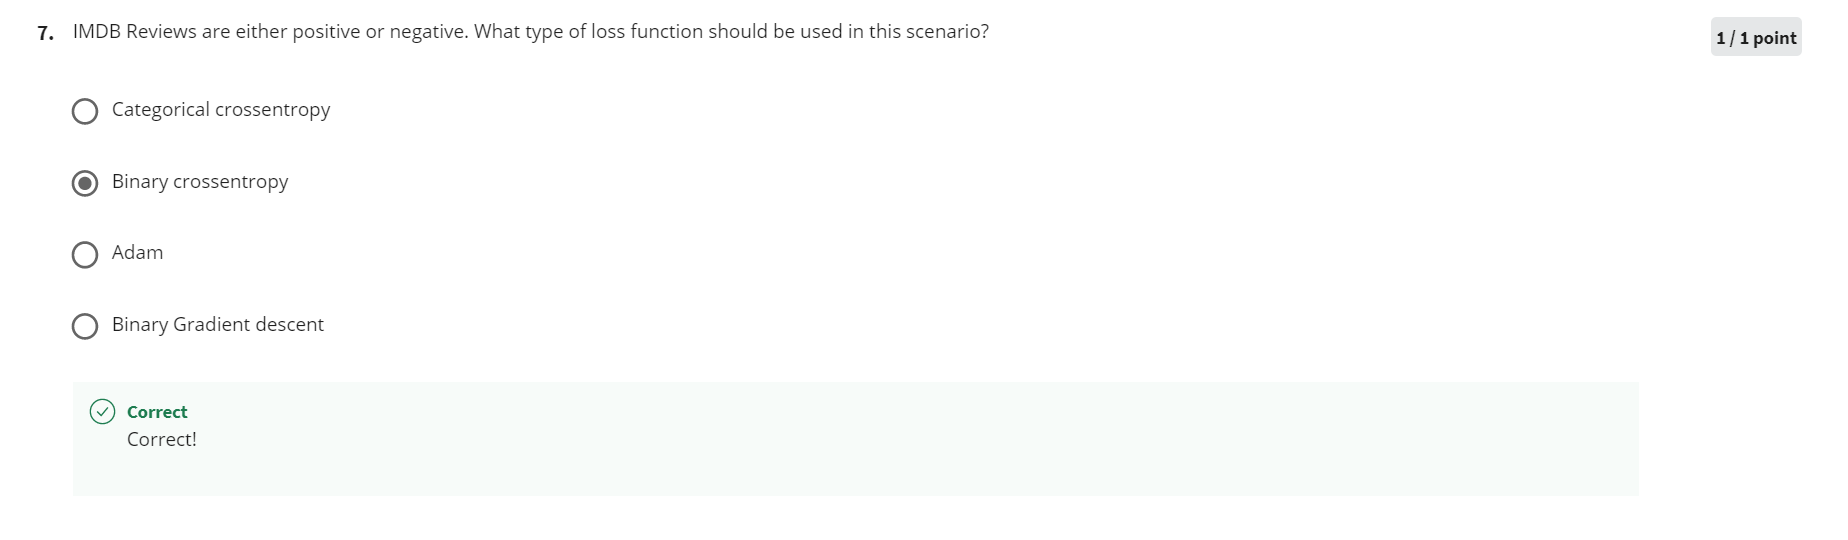 7. IMDB Reviews are either positive or negative. What type of loss function should be used in this scenario?
1 / 1 point
Categorical crossentropy
Binary crossentropy
Adam
Binary Gradient descent
Correct
Correct!